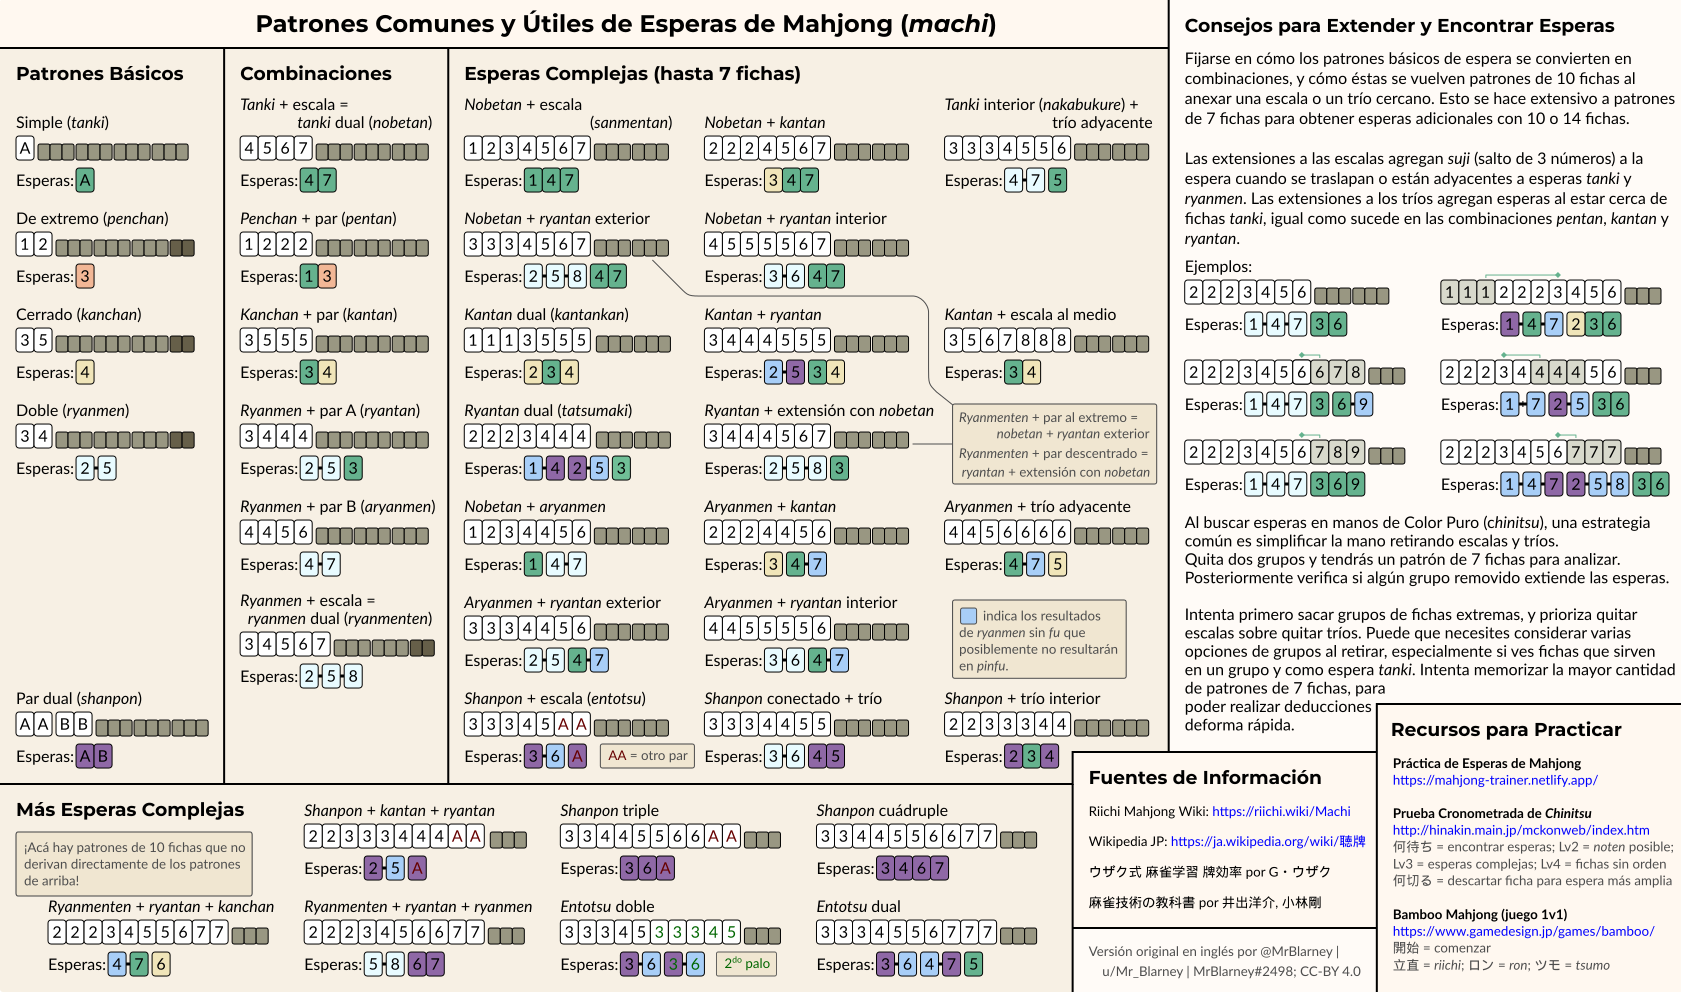 Patrones Comunes y Útiles de Esperas de Mahjong (machi)
Patrones Básicos
Simple (tanki)
A
Esperas: A
De extremo (penchan)
1 2
Esperas: 3
Cerrado (kanchan)
3 5
Esperas: 4
Doble (ryanmen)
3 4
Esperas: 2-5
Par dual (shanpon)
A A B B
Esperas: A B
Combinaciones
Tanki + escala =
tanki dual (nobetan)
4 5 6 7
Esperas: 4 7
Penchan + par (pentan)
1 2 2 2
Esperas: 1 3
Kanchan + par (kantan)
3 5 5 5
Esperas: 3 4
Ryanmen + par A (ryantan)
3 4 4 4
Esperas: 2-5 3
Ryanmen + par B (aryanmen)
4 4 5 6
Esperas: 4-7
Ryanmen + escala =
ryanmen dual (ryanmenten)
3 4 5 6 7
Esperas: 2-5-8
Esperas Complejas (hasta 7 fichas)
Nobetan + escala
(sanmentan)
1 2 3 4 5 6 7
Esperas: 1 4 7
Nobetan + kantan
2 2 2 4 5 6 7
Esperas: 3 4 7
Tanki interior (nakabukure) +
trío adyacente
3 3 3 4 5 5 6
Esperas: 4-7 5
Nobetan + ryantan exterior
3 3 3 4 5 6 7
Esperas: 2-5-8 4 7
Nobetan + ryantan interior
4 5 5 5 5 6 7
Esperas: 3-6 4 7
Kantan dual (kantankan)
1 1 1 3 5 5 5
Esperas: 2 3 4
Kantan + ryantan
3 4 4 4 5 5 5
Esperas: 2-5 3 4
Kantan + escala al medio
3 5 6 7 8 8 8
Esperas: 3 4
Ryantan dual (tatsumaki)
2 2 2 3 4 4 4
Esperas: 1-4 2-5 3
Ryantan + extensión con nobetan
3 4 4 4 5 6 7
Esperas: 2-5-8 3
Ryanmenten + par al extremo =
nobetan + ryantan exterior
Ryanmenten + par descentrado =
ryantan + extensión con nobetan
Nobetan + aryanmen
1 2 3 4 4 5 6
Esperas: 1 4-7
Aryanmen + kantan
2 2 2 4 4 5 6
Esperas: 3 4-7
Aryanmen + trío adyacente
4 4 5 6 6 6 6
Esperas: 4-7 5
Aryanmen + ryantan exterior
3 3 3 4 4 5 6
Esperas: 2-5 4-7
Aryanmen + ryantan interior
4 4 5 5 5 5 6
Esperas: 3-6 4-7
indica los resultados
de ryanmen sin fu que
posiblemente no resultarán
en pinfu.
Shanpon + escala (entotsu)
3 3 3 4 5 A A
Esperas: 3-6 A
AA = otro par
Shanpon conectado + trío
3 3 3 4 4 5 5
Esperas: 3-6 4 5
Shanpon + trío interior
2 2 3 3 3 4 4
Esperas: 2 3 4
Más Esperas Complejas
¡Acá hay patrones de 10 fichas que no
derivan directamente de los patrones
de arriba!
Shanpon + kantan + ryantan
2 2 3 3 3 4 4 4 A A
Esperas: 2-5 A
Shanpon triple
3 3 4 4 5 5 6 6 A A
Esperas: 3 6 A
Shanpon cuádruple
3 3 4 4 5 5 6 6 7 7
Esperas: 3 4 6 7
Ryanmenten + ryantan + kanchan
2 2 2 3 4 5 5 6 7 7
Esperas: 4-7 6
Ryanmenten + ryantan + ryanmen
2 2 2 3 4 5 6 6 7 7
Esperas: 5-8 6 7
Entotsu doble
3 3 3 4 5 3 3 3 4 5
Esperas: 3-6 3-6
2do palo
Entotsu dual
3 3 3 4 5 6 7 7 7 7
Esperas: 3-6 4-7 5
Consejos para Extender y Encontrar Esperas
Fijarse en cómo los patrones básicos de espera se convierten en
combinaciones, y cómo éstas se vuelven patrones de 10 fichas al
anexar una escala o un trío cercano. Esto se hace extensivo a patrones
de 7 fichas para obtener esperas adicionales con 10 o 14 fichas.
Las extensiones a las escalas agregan suji (salto de 3 números) a la
espera cuando se traslapan o están adyacentes a esperas tanki y
ryanmen. Las extensiones a los tríos agregan esperas al estar cerca de
fichas tanki, igual como sucede en las combinaciones pentan, kantan y
ryantan.
Ejemplos:
2 2 2 3 4 5 6
Esperas: 1-4-7 3 6
1 1 1 2 2 2 3 4 5 6
Esperas: 1-4-7 2 3 6
2 2 2 3 4 5 6 6 7 8
Esperas: 1-4-7 3 6-9
2 2 2 3 4 4 4 4 5 6
Esperas: 1-7 2-5 3 6
2 2 2 3 4 5 6 7 8 9
Esperas: 1-4-7 3 6 9
2 2 2 3 4 5 6 7 7 7
Esperas: 1-4-7 2-5-8 3 6
Al buscar esperas en manos de Color Puro (chinitsu), una estrategia
común es simplificar la mano retirando escalas y tríos.
Quita dos grupos y tendrás un patrón de 7 fichas para analizar.
Posteriormente verifica si algún grupo removido extiende las esperas.
Intenta primero sacar grupos de fichas extremas, y prioriza quitar
escalas sobre quitar tríos. Puede que necesites considerar varias
opciones de grupos al retirar, especialmente si ves fichas que sirven
en un grupo y como espera tanki. Intenta memorizar la mayor cantidad
de patrones de 7 fichas, para
poder realizar deducciones
deforma rápida.
Fuentes de Información
Riichi Mahjong Wiki: https://riichi.wiki/Machi
Wikipedia JP: https://ja.wikipedia.org/wiki/聴牌
ウザク式 麻雀学習 牌効率 por G・ウザク
麻雀技術の教科書 por 井出洋介, 小林剛
Versión original en inglés por @MrBlarney |
u/Mr_Blarney | MrBlarney#2498; CC-BY 4.0
Recursos para Practicar
Práctica de Esperas de Mahjong
https://mahjong-trainer.netlify.app/
Prueba Cronometrada de Chinitsu
http://hinakin.main.jp/mckonweb/index.htm
何待ち = encontrar esperas; Lv2 = noten posible;
Lv3 = esperas complejas; Lv4 = fichas sin orden
何切る = descartar ficha para espera más amplia
Bamboo Mahjong (juego 1v1)
https://www.gamedesign.jp/games/bamboo/
開始 = comenzar
立直 = riichi; ロン = ron; ツモ = tsumo